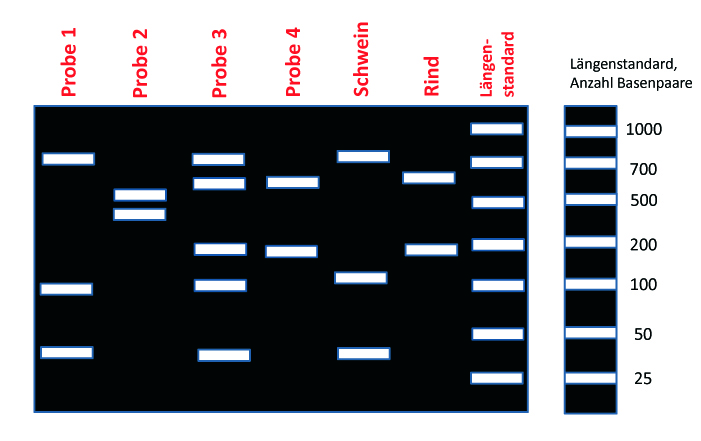 Probe 1
Probe 2
Probe 3
Probe 4
Schwein
Rind
Längen-
standard
Längenstandard,
Anzahl Basenpaare
1000
700
500
200
100
50
25